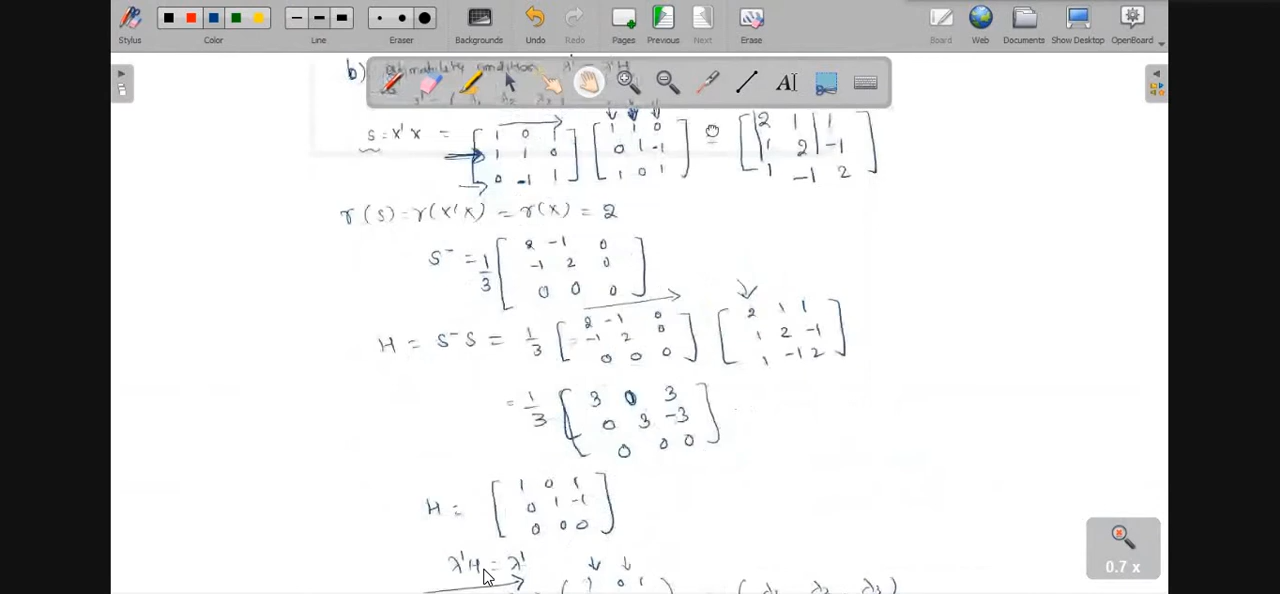 Stylus Color Line Eraser Backgrounds Undo Redo Pages Previous Next Erase Board Web Documents Show Desktop OpenBoard
b)
S = X'X = [ 1 0 1 ; 1 1 0 ; 0 -1 1 ] [ 1 1 0 ; 0 1 -1 ; 1 0 1 ] = [ 2 1 1 ; 1 2 -1 ; 1 -1 2 ]
r(S) = r(X'X) = r(X) = 2
S⁻ = 1/3 [ 2 -1 0 ; -1 2 0 ; 0 0 0 ]
H = S⁻S = 1/3 [ 2 -1 0 ; -1 2 0 ; 0 0 0 ] [ 2 1 1 ; 1 2 -1 ; 1 -1 2 ]
= 1/3 [ 3 0 3 ; 0 3 -3 ; 0 0 0 ]
H = [ 1 0 1 ; 0 1 -1 ; 0 0 0 ]
λ'H = λ'
0.7 x